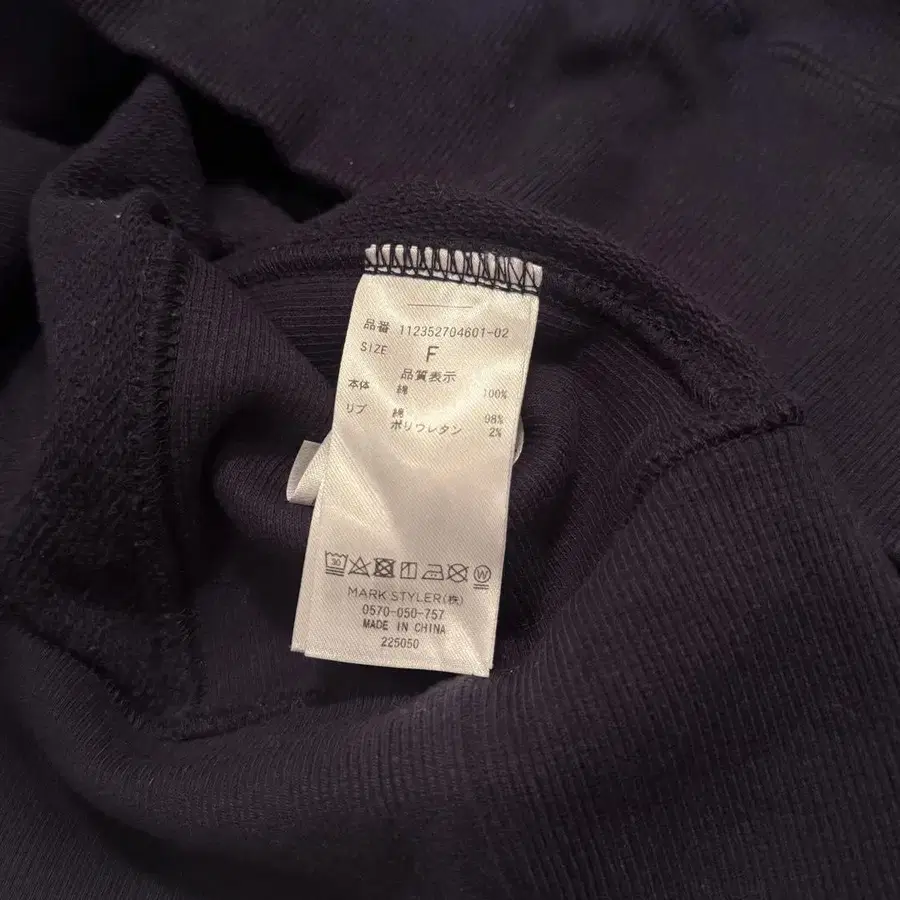 品番 112352704601-02
SIZE F
品質表示
本体 綿 100%
リブ 綿 98%
ポリウレタン 2%
30
W
MARK STYLER(株)
0570-050-757
MADE IN CHINA
225050